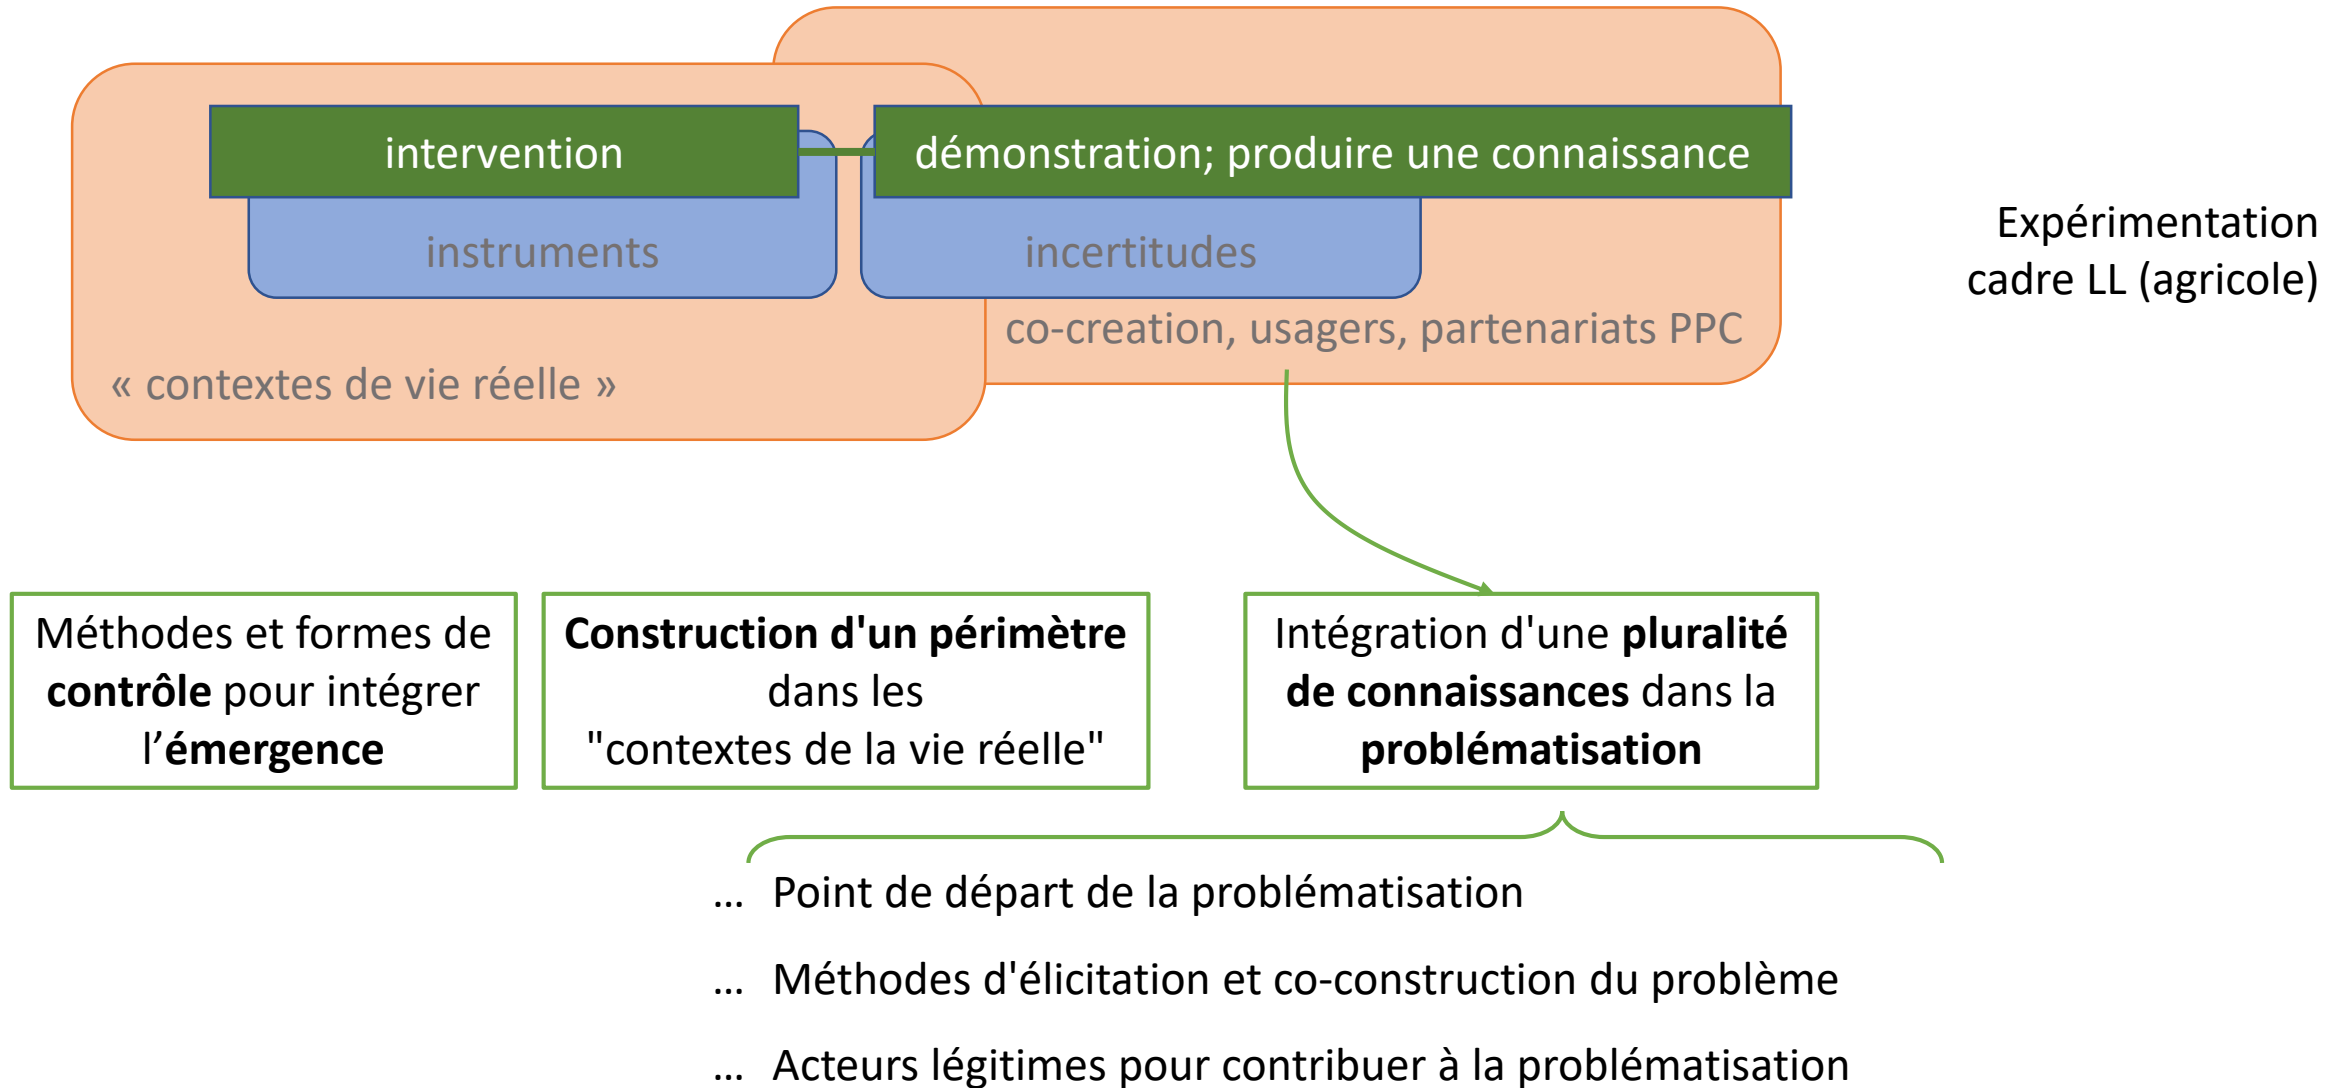 intervention
démonstration; produire une connaissance
instruments
incertitudes
Expérimentation
cadre LL (agricole)
co-creation, usagers, partenariats PPC
« contextes de vie réelle »
Méthodes et formes de
contrôle pour intégrer
l’émergence
Construction d'un périmètre
dans les
"contextes de la vie réelle"
Intégration d'une pluralité
de connaissances dans la
problématisation
... Point de départ de la problématisation
... Méthodes d'élicitation et co-construction du problème
... Acteurs légitimes pour contribuer à la problématisation